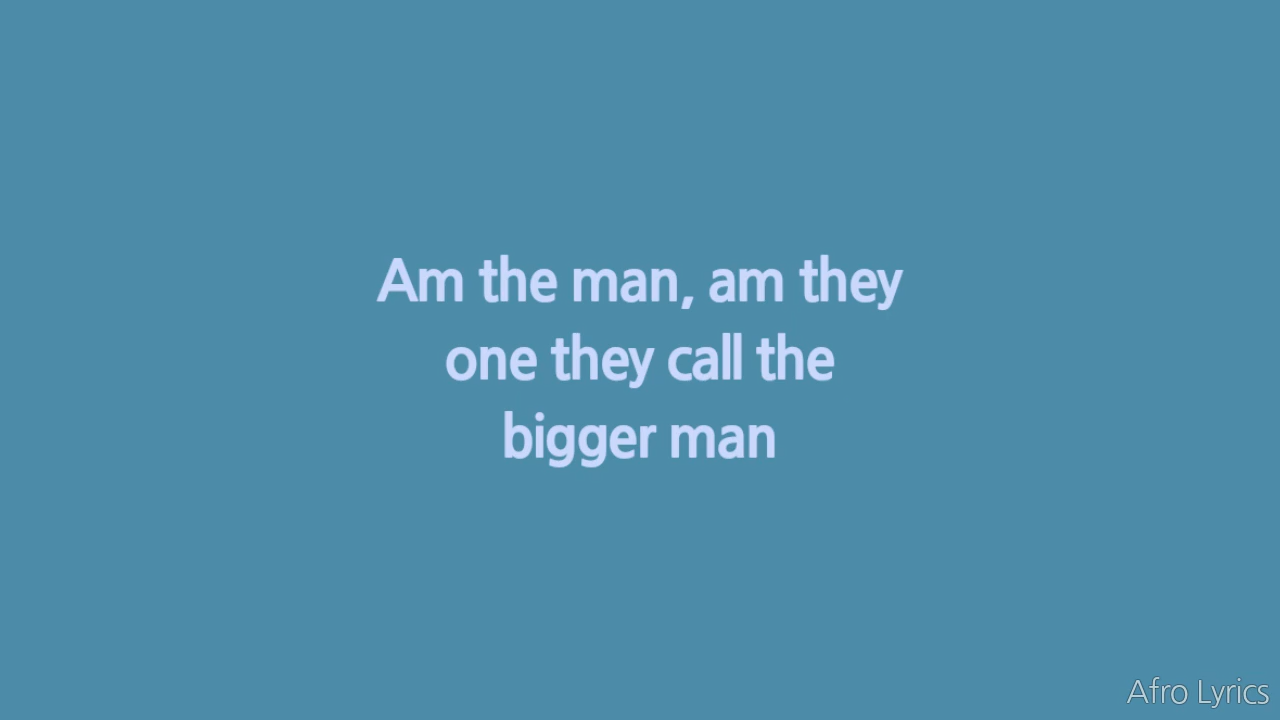 Am the man, am they
one they call the
bigger man
Afro Lyrics